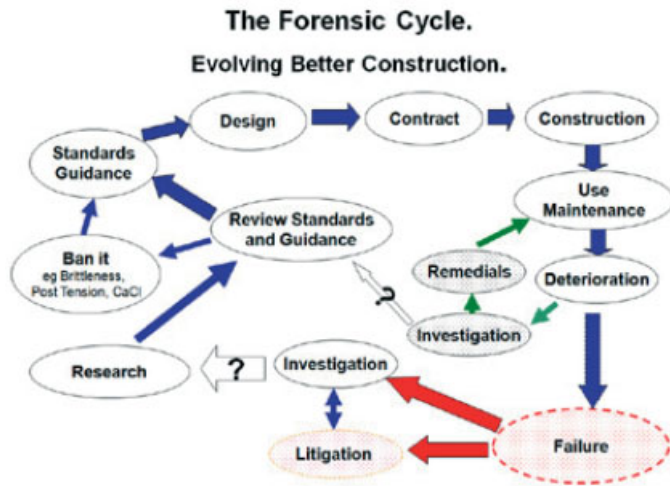 The Forensic Cycle.
Evolving Better Construction.
Design
Contract
Construction
Standards
Guidance
Use
Maintenance
Review Standards
and Guidance
Ban it
eg Brittleness,
Post Tension, CaCl
Remedials
Deterioration
?
Investigation
Research
?
Investigation
Litigation
Failure